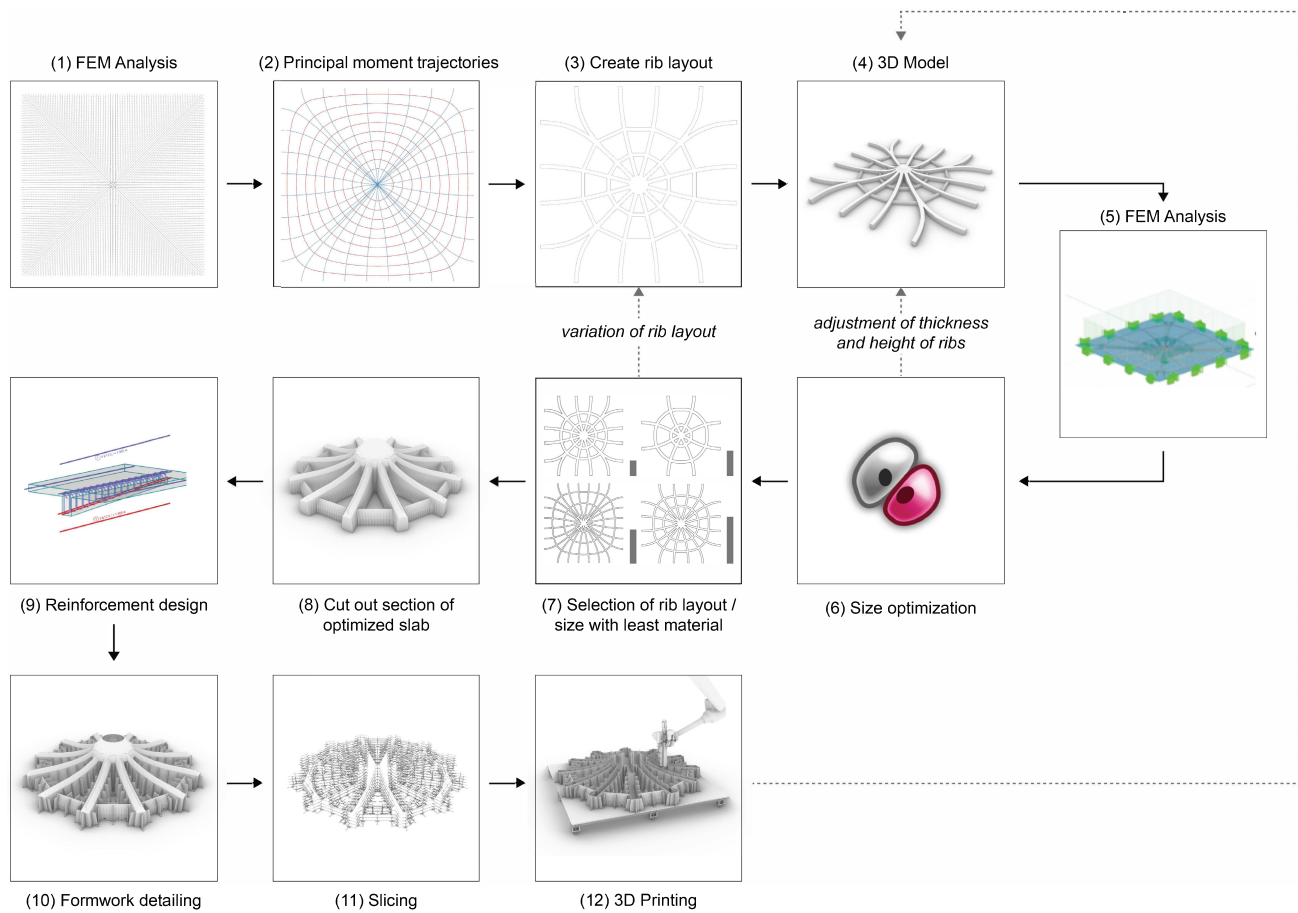 (1) FEM Analysis
(2) Principal moment trajectories
(3) Create rib layout
(4) 3D Model
(5) FEM Analysis
variation of rib layout
adjustment of thickness
and height of ribs
(9) Reinforcement design
(8) Cut out section of
optimized slab
(7) Selection of rib layout /
size with least material
(6) Size optimization
(10) Formwork detailing
(11) Slicing
(12) 3D Printing